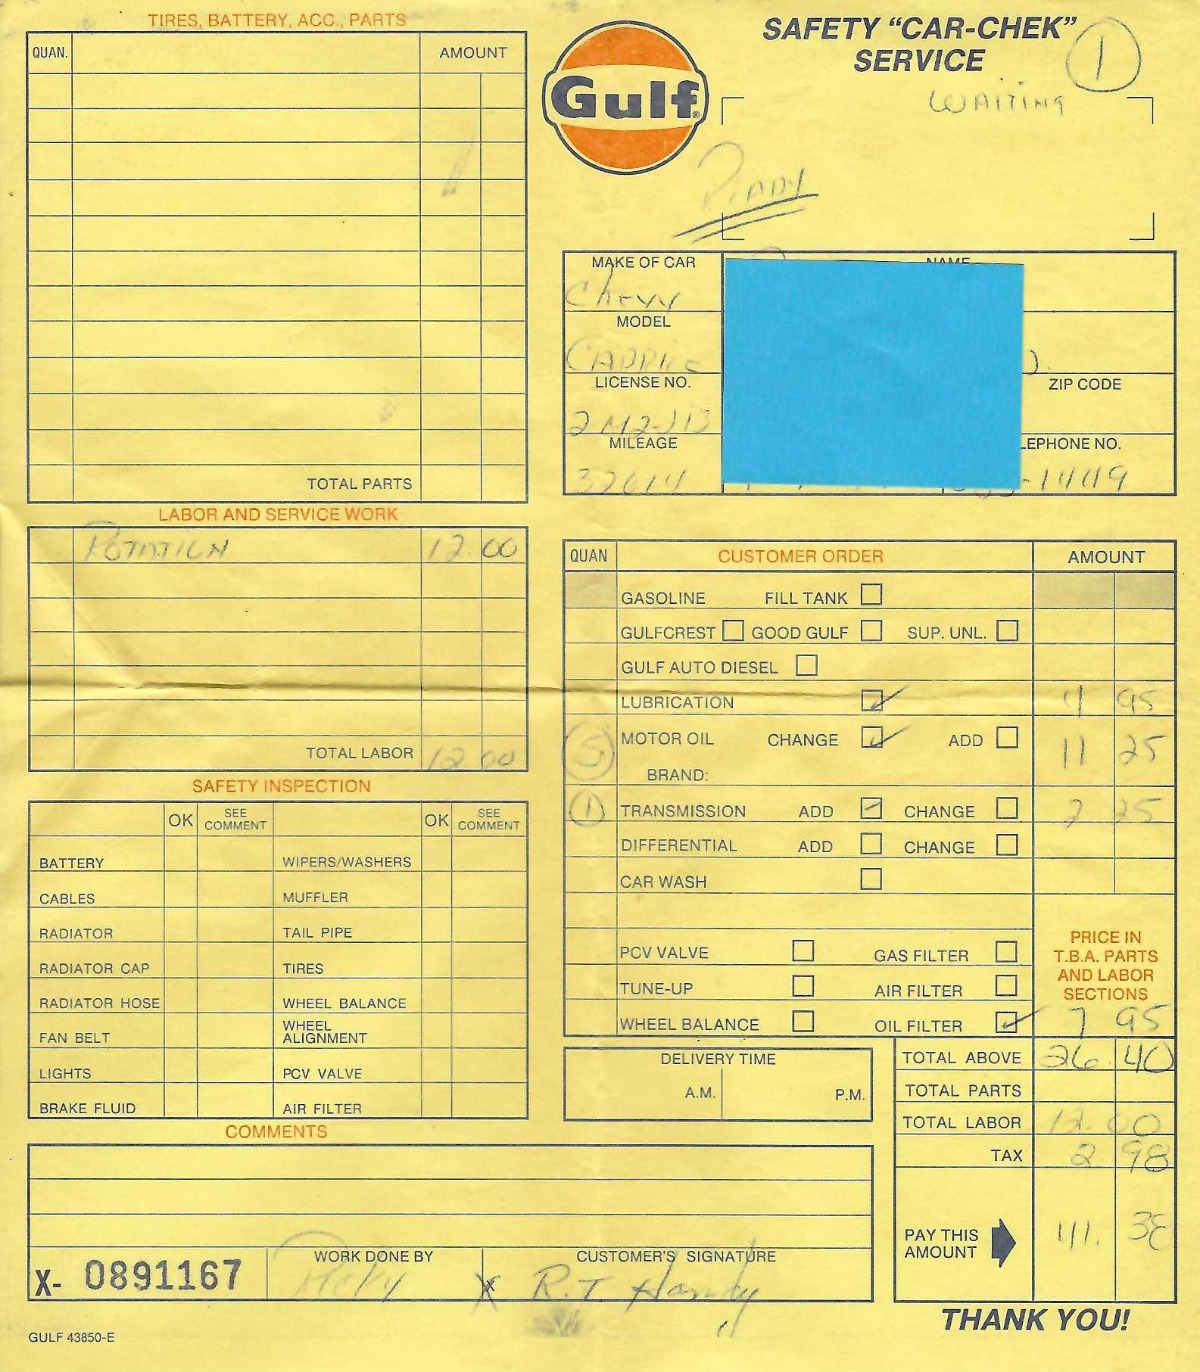 TIRES, BATTERY, ACC., PARTS
QUAN. AMOUNT
TOTAL PARTS
Gulf®
SAFETY "CAR-CHEK"
SERVICE
1
WAITING
MAKE OF CAR NAME
Chevy
MODEL
CAPRICE
LICENSE NO. ZIP CODE
MILEAGE LEPHONE NO.
32614 -1449
LABOR AND SERVICE WORK
ROTATION 12.00
TOTAL LABOR 12.00
SAFETY INSPECTION
OK SEE COMMENT OK SEE COMMENT
BATTERY WIPERS/WASHERS
CABLES MUFFLER
RADIATOR TAIL PIPE
RADIATOR CAP TIRES
RADIATOR HOSE WHEEL BALANCE
FAN BELT WHEEL ALIGNMENT
LIGHTS PCV VALVE
BRAKE FLUID AIR FILTER
QUAN CUSTOMER ORDER AMOUNT
GASOLINE FILL TANK
GULFCREST GOOD GULF SUP. UNL.
GULF AUTO DIESEL
LUBRICATION 4 95
5 MOTOR OIL CHANGE ADD 11 25
BRAND:
1 TRANSMISSION ADD CHANGE 2 25
DIFFERENTIAL ADD CHANGE
CAR WASH
PRICE IN
T.B.A. PARTS
AND LABOR
SECTIONS
PCV VALVE GAS FILTER
TUNE-UP AIR FILTER
WHEEL BALANCE OIL FILTER 7 95
DELIVERY TIME
A.M. P.M.
TOTAL ABOVE 26 40
TOTAL PARTS
TOTAL LABOR 12.00
TAX 2.98
PAY THIS
AMOUNT 41. 38
COMMENTS
WORK DONE BY CUSTOMER'S SIGNATURE
X- 0891167 X R.T.
THANK YOU!
GULF 43850-E